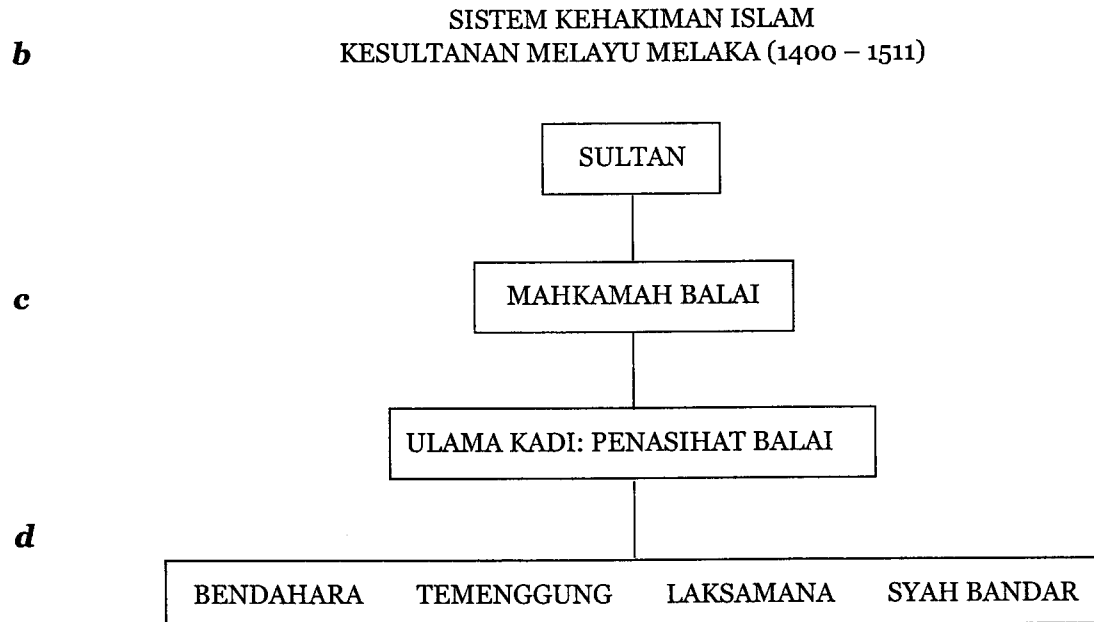 SISTEM KEHAKIMAN ISLAM
b
KESULTANAN MELAYU MELAKA (1400 – 1511)
SULTAN
c
MAHKAMAH BALAI
ULAMA KADI: PENASIHAT BALAI
d
BENDAHARA TEMENGGUNG LAKSAMANA SYAH BANDAR